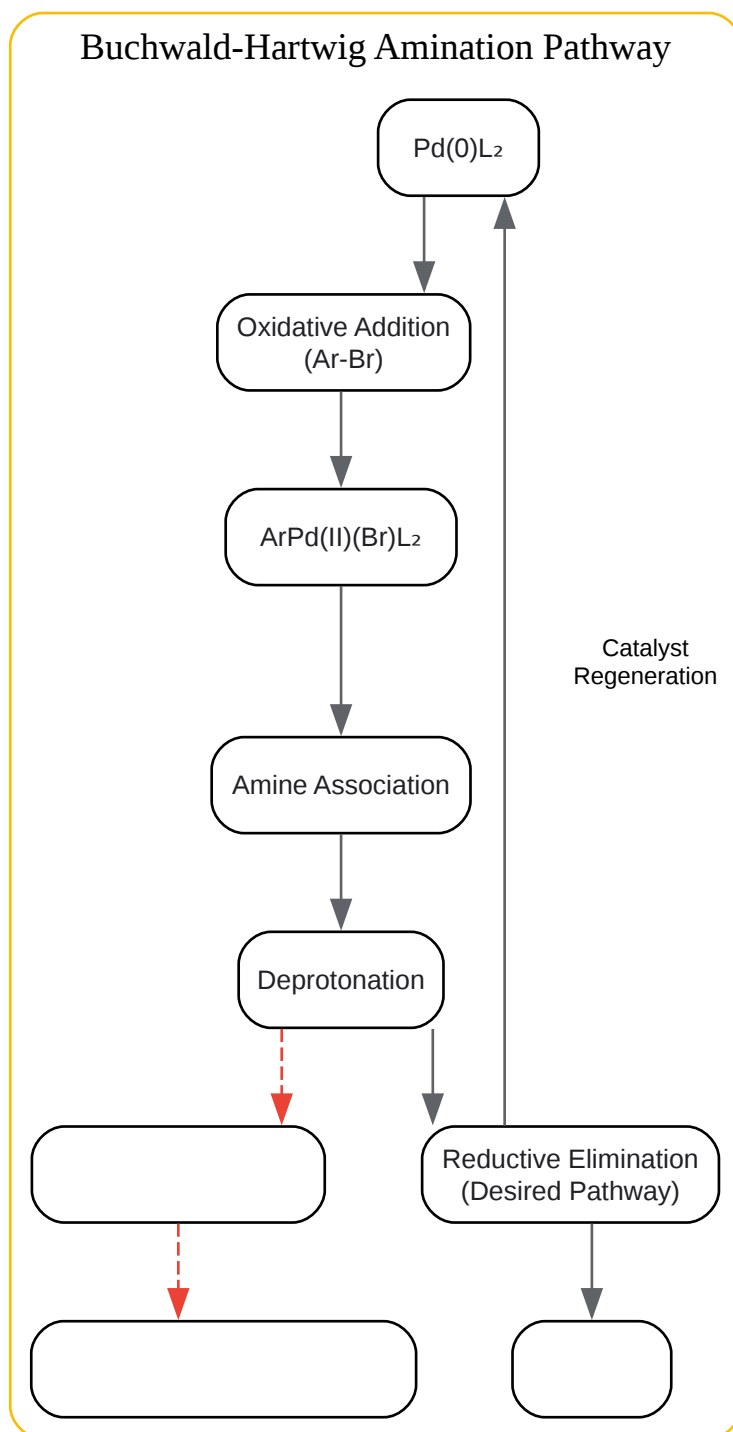 Buchwald-Hartwig Amination Pathway
Pd(0)L₂
Oxidative Addition
(Ar-Br)
ArPd(II)(Br)L₂
Catalyst
Regeneration
Amine Association
Deprotonation
Reductive Elimination
(Desired Pathway)